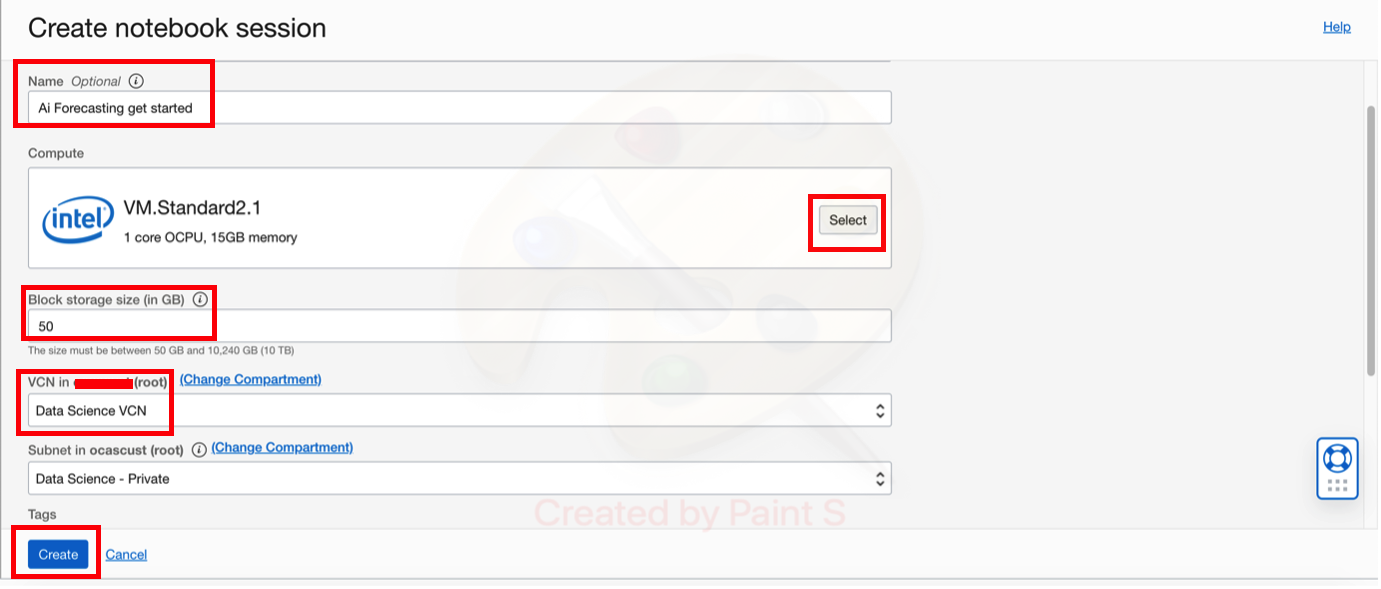 Create notebook session
Help
Name Optional i
Ai Forecasting get started
Compute
intel
VM.Standard2.1
1 core OCPU, 15GB memory
Select
Block storage size (in GB) i
50
The size must be between 50 GB and 10,240 GB (10 TB)
VCN in (root) (Change Compartment)
Data Science VCN
Subnet in ocascust (root) i (Change Compartment)
Data Science - Private
Tags
Created by Paint S
Create Cancel